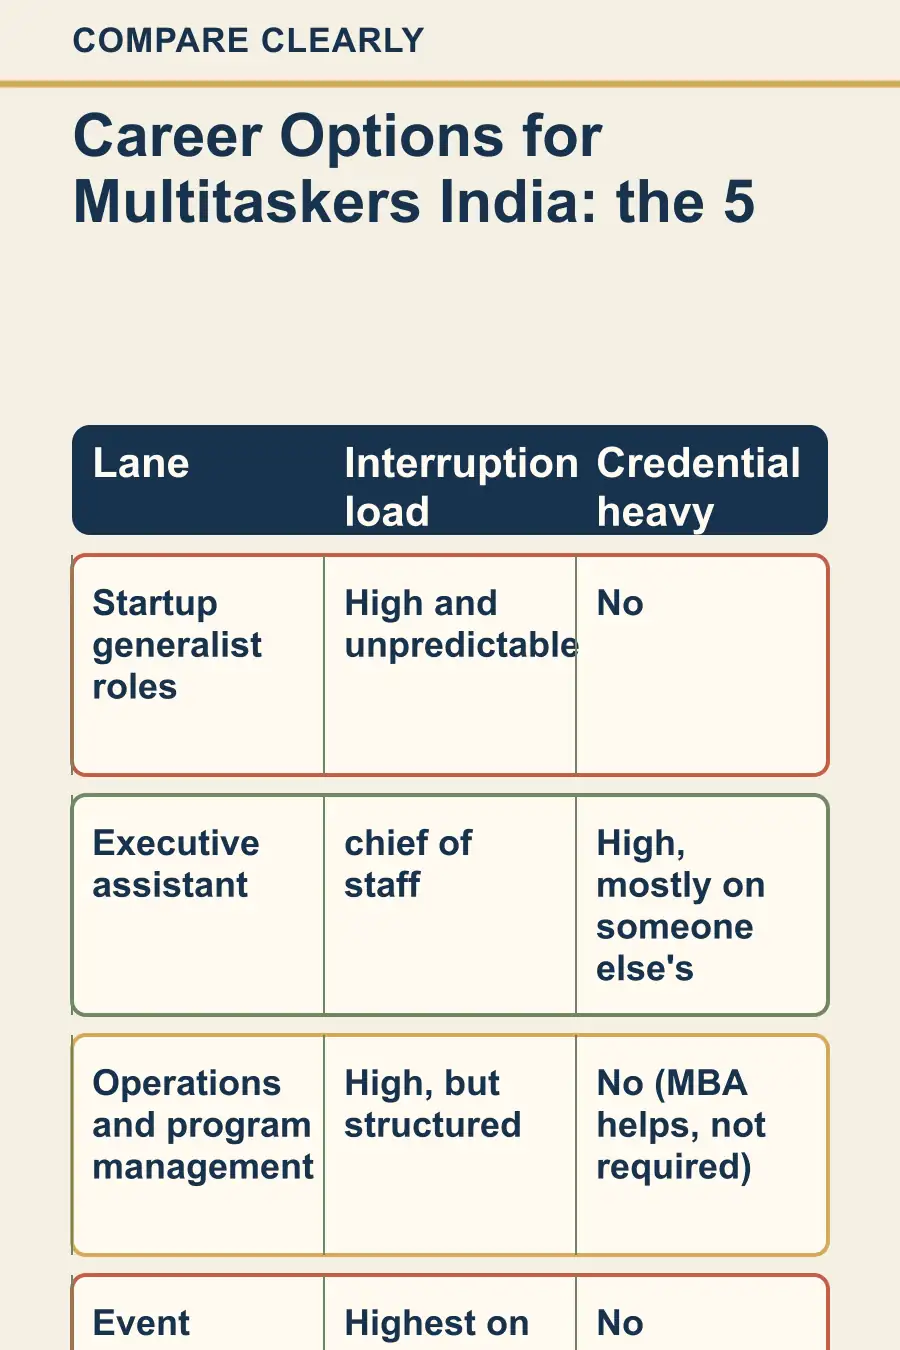 COMPARE CLEARLY
Career Options for
Multitaskers India: the 5
Lane
Interruption
load
Credential
heavy
Startup
generalist
roles
High and
unpredictable
No
Executive
assistant
chief of
staff
High,
mostly on
someone
else's
Operations
and program
management
High, but
structured
No (MBA
helps, not
required)
Event
Highest on
No